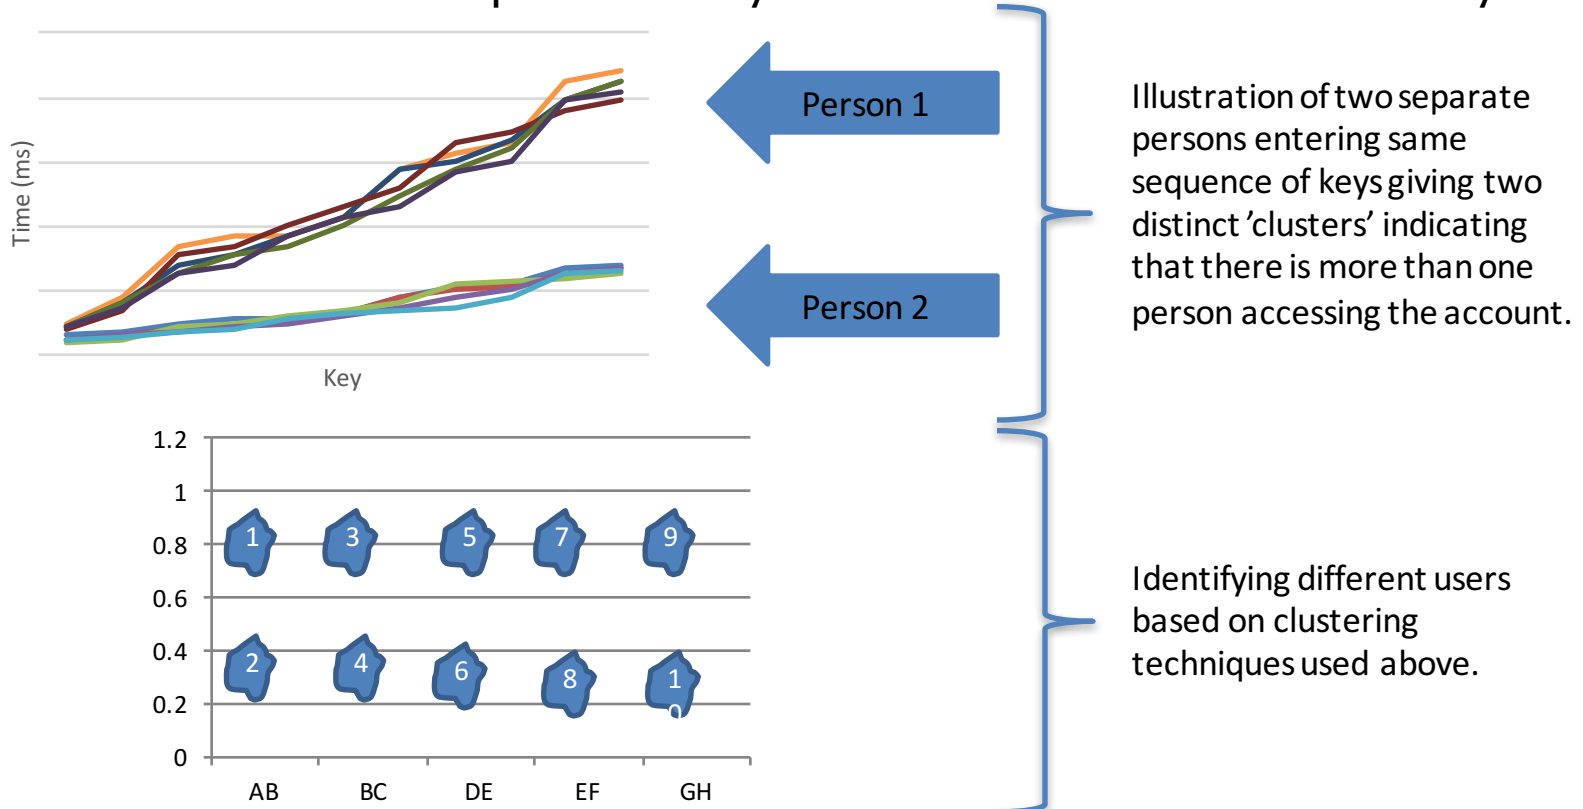 Time (ms)
Key
Person 1
Person 2
Illustration of two separate
persons entering same
sequence of keys giving two
distinct ’clusters’ indicating
that there is more than one
person accessing the account.
1.2
1
0.8
0.6
0.4
0.2
0
1
3
5
7
9
2
4
6
8
10
AB
BC
DE
EF
GH
Identifying different users
based on clustering
techniques used above.